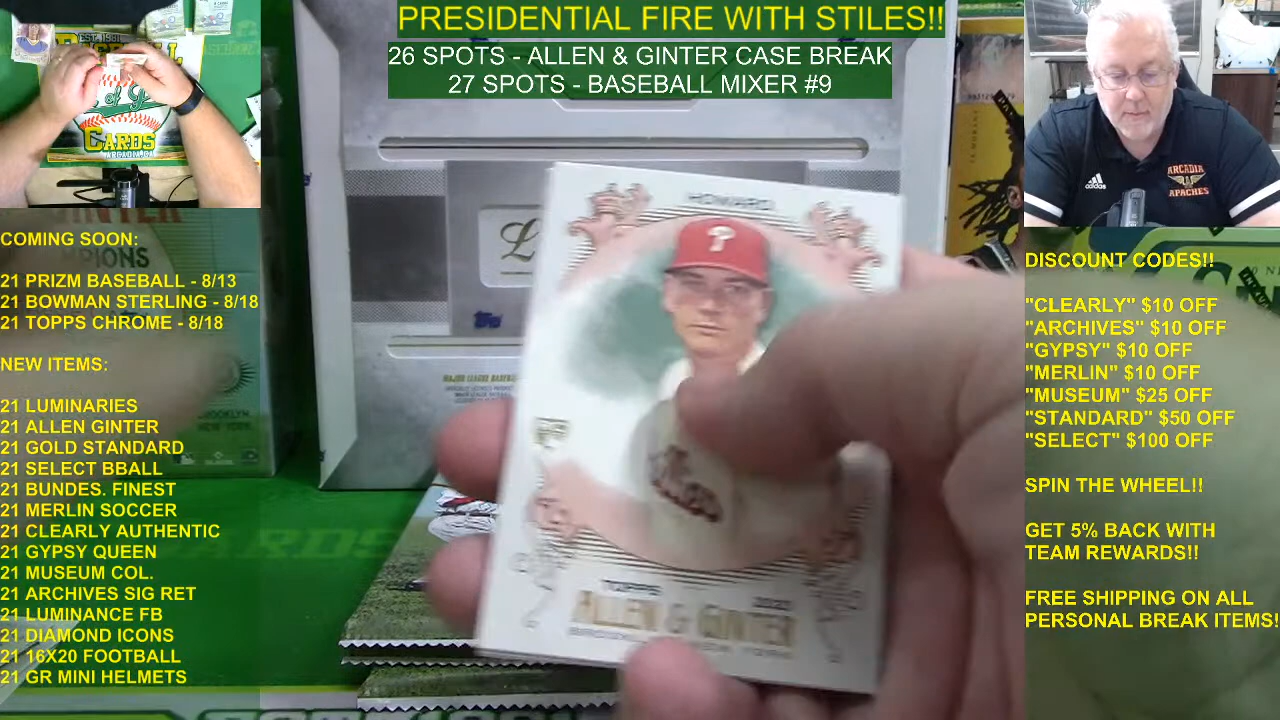 PRESIDENTIAL FIRE WITH STILES!!
26 SPOTS - ALLEN & GINTER CASE BREAK
27 SPOTS - BASEBALL MIXER #9
EST. 1991
CARDS
ARCADIA
APACHES
adidas
COMING SOON:
21 PRIZM BASEBALL - 8/13
21 BOWMAN STERLING - 8/18
21 TOPPS CHROME - 8/18
NEW ITEMS:
21 LUMINARIES
21 ALLEN GINTER
21 GOLD STANDARD
21 SELECT BBALL
21 BUNDES. FINEST
21 MERLIN SOCCER
21 CLEARLY AUTHENTIC
21 GYPSY QUEEN
21 MUSEUM COL.
21 ARCHIVES SIG RET
21 LUMINANCE FB
21 DIAMOND ICONS
21 16X20 FOOTBALL
21 GR MINI HELMETS
HOWARD
P
TOPPS
ALLEN & GINTER
DISCOUNT CODES!!
"CLEARLY" $10 OFF
"ARCHIVES" $10 OFF
"GYPSY" $10 OFF
"MERLIN" $10 OFF
"MUSEUM" $25 OFF
"STANDARD" $50 OFF
"SELECT" $100 OFF
SPIN THE WHEEL!!
GET 5% BACK WITH
TEAM REWARDS!!
FREE SHIPPING ON ALL
PERSONAL BREAK ITEMS!